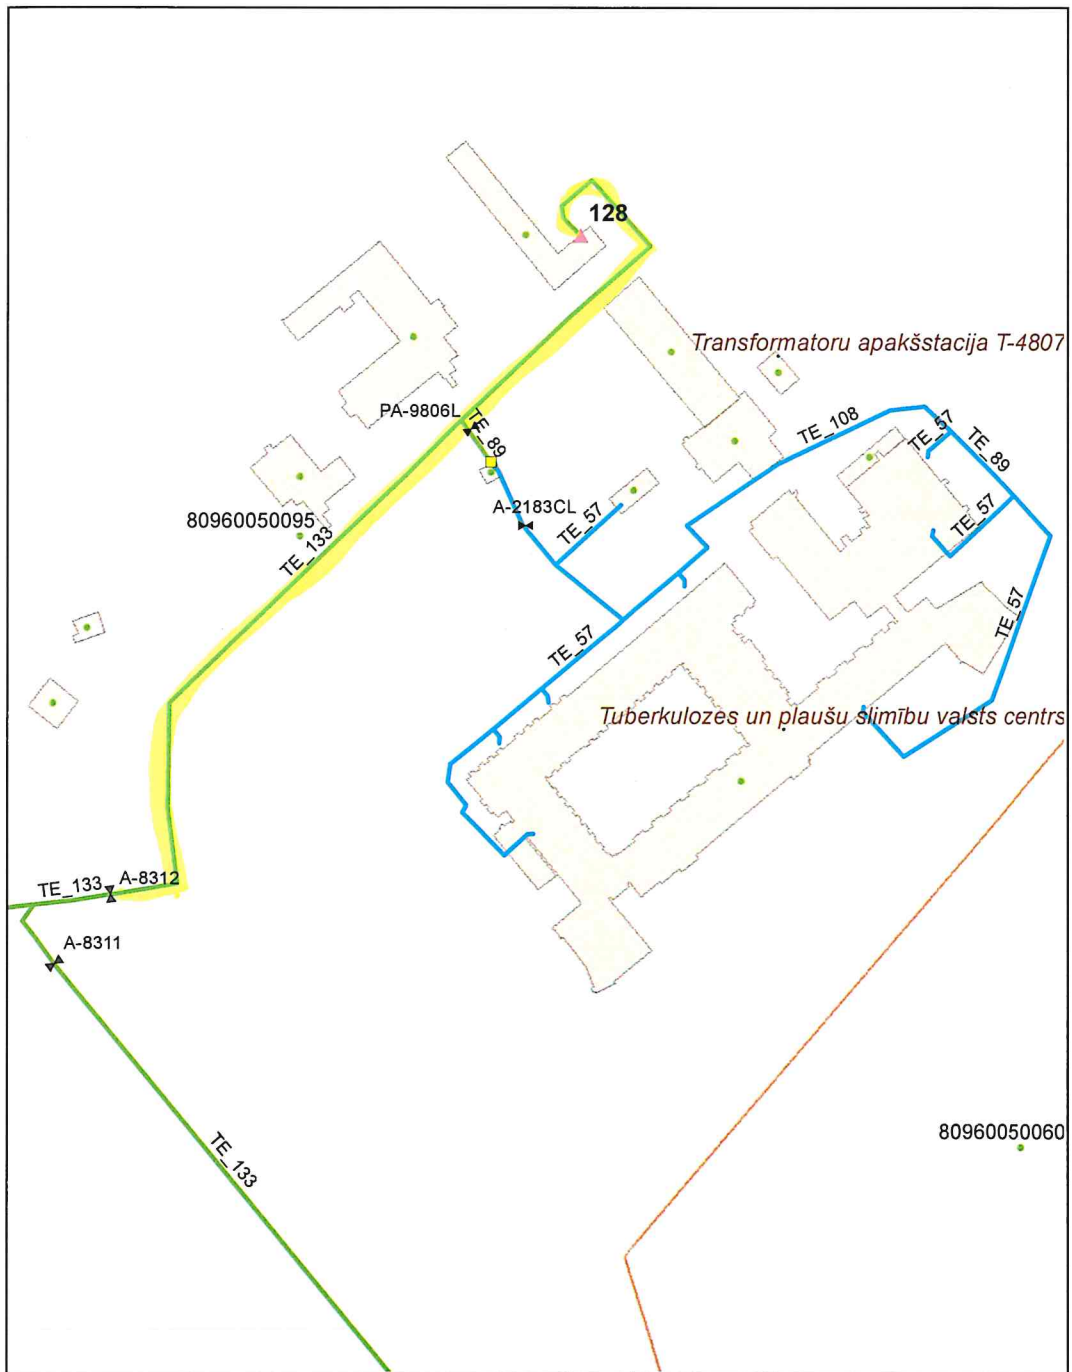 128
Transformatoru apakšstacija T-4807
PA-9806L
TE_89
TE_108
TE_57
TE_89
80960050095
A-2183CL
TE_57
TE_57
TE_133
TE_57
TE_57
Tuberkulozes un plaušu slimību valsts centrs
TE_133
A-8312
A-8311
80960050060
TE_133